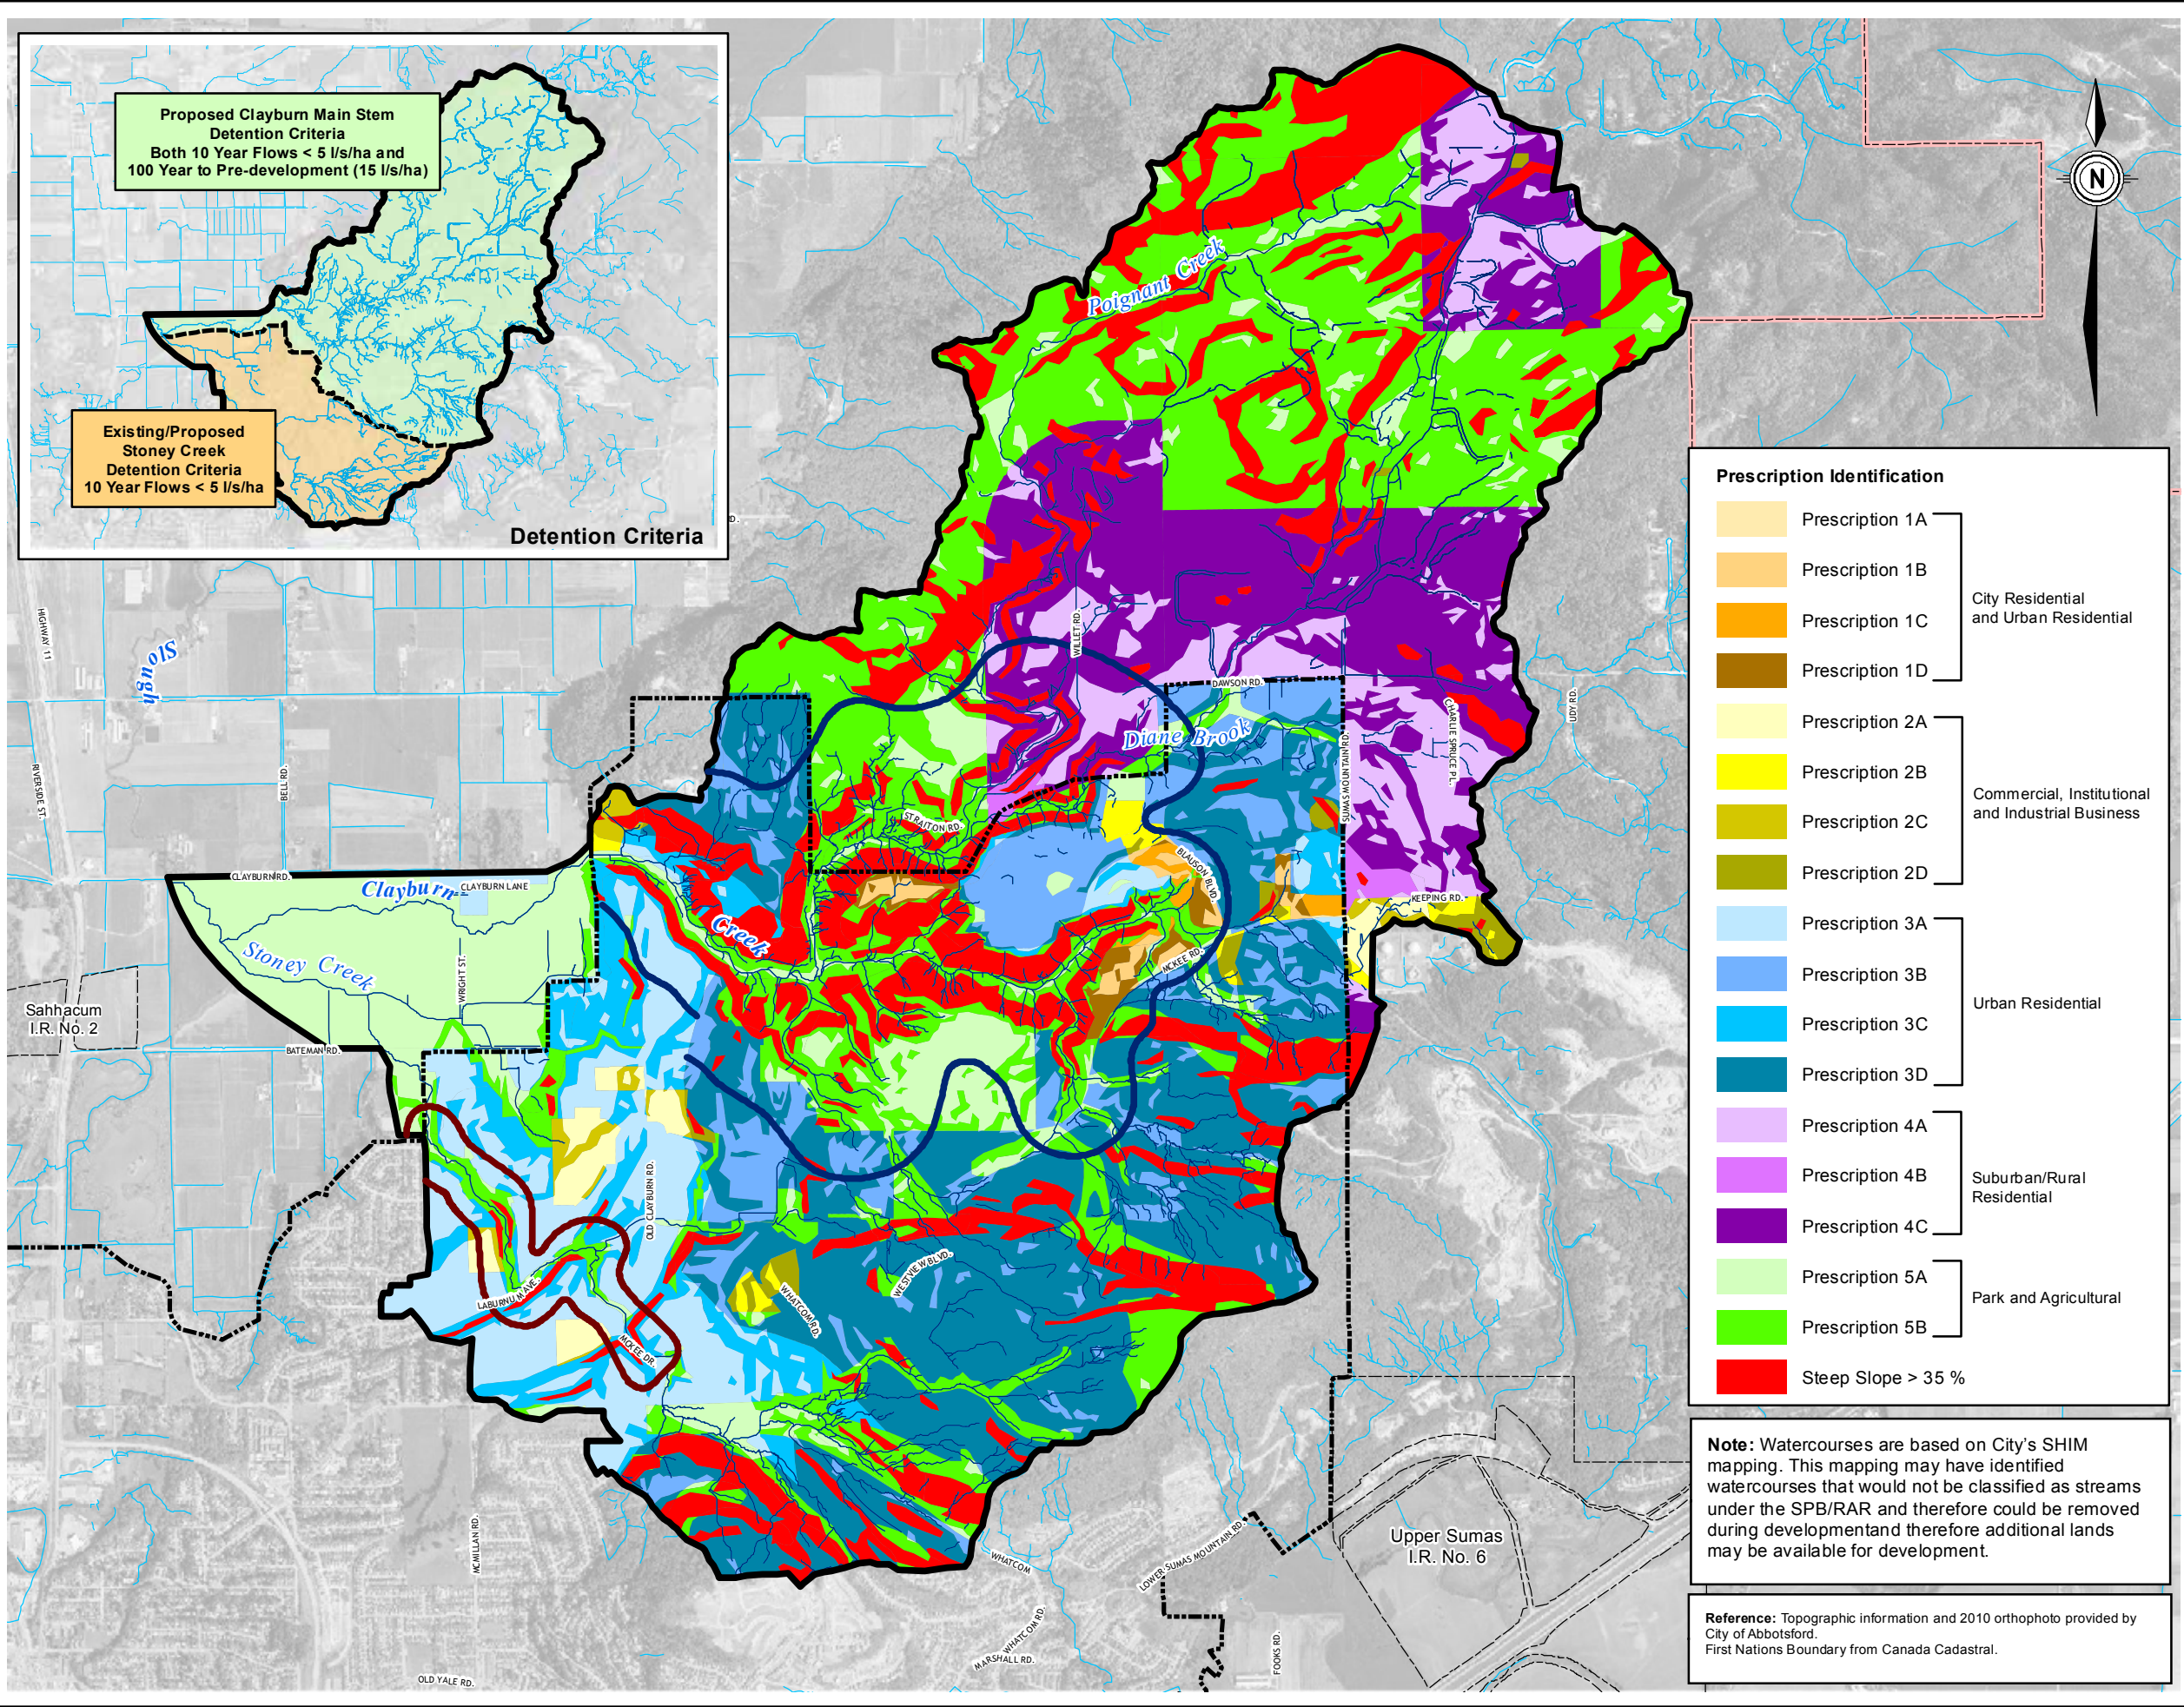 Proposed Clayburn Main Stem
Detention Criteria
Both 10 Year Flows < 5 l/s/ha and
100 Year to Pre-development (15 l/s/ha)
Existing/Proposed
Stoney Creek
Detention Criteria
10 Year Flows < 5 l/s/ha
Detention Criteria
N
Poignant Creek
Slough
HIGHWAY 11
RIVERSIDE ST.
BELL RD.
D.
WILLET RD.
DAWSON RD.
Diane Brook
SUMAS MOUNTAIN RD.
CHARLIE SPRUCE PL.
UDY RD.
STRAITON RD.
BLAUSON BLVD.
KEEPING RD.
CLAYBURN RD.
Clayburn
CLAYBURN LANE
Creek
Stoney Creek
WRIGHT ST.
MCKEE RD.
Sahhacum
I.R. No. 2
BATEMAN RD.
OLD CLAYBURN RD.
WESTVIEW BLVD.
WHATCOM RD.
LABURNUM AVE.
MCKEE DR.
MCMILLAN RD.
OLD YALE RD.
WHATCOM
WHATCOM RD.
MARSHALL RD.
LOWER SUMAS MOUNTAIN RD.
FOOKS RD.
Upper Sumas
I.R. No. 6
Prescription Identification
Prescription 1A
Prescription 1B
Prescription 1C
Prescription 1D
City Residential
and Urban Residential
Prescription 2A
Prescription 2B
Prescription 2C
Prescription 2D
Commercial, Institutional
and Industrial Business
Prescription 3A
Prescription 3B
Prescription 3C
Prescription 3D
Urban Residential
Prescription 4A
Prescription 4B
Prescription 4C
Suburban/Rural
Residential
Prescription 5A
Prescription 5B
Park and Agricultural
Steep Slope > 35 %
Note: Watercourses are based on City's SHIM
mapping. This mapping may have identified
watercourses that would not be classified as streams
under the SPB/RAR and therefore could be removed
during developmentand therefore additional lands
may be available for development.
Reference: Topographic information and 2010 orthophoto provided by
City of Abbotsford.
First Nations Boundary from Canada Cadastral.